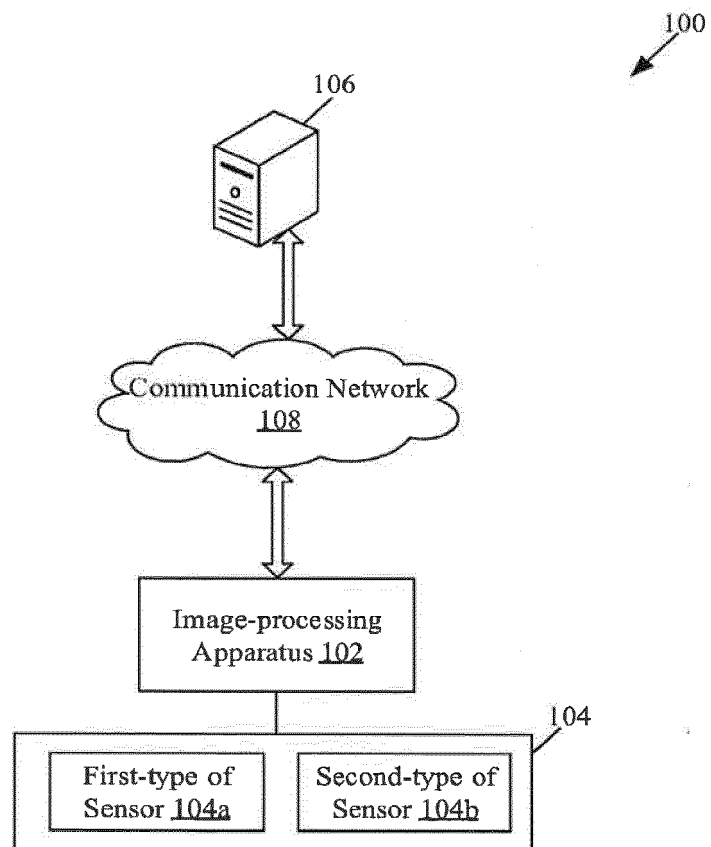 100
106
Communication Network
108
Image-processing
Apparatus 102
104
First-type of
Sensor 104a
Second-type of
Sensor 104b